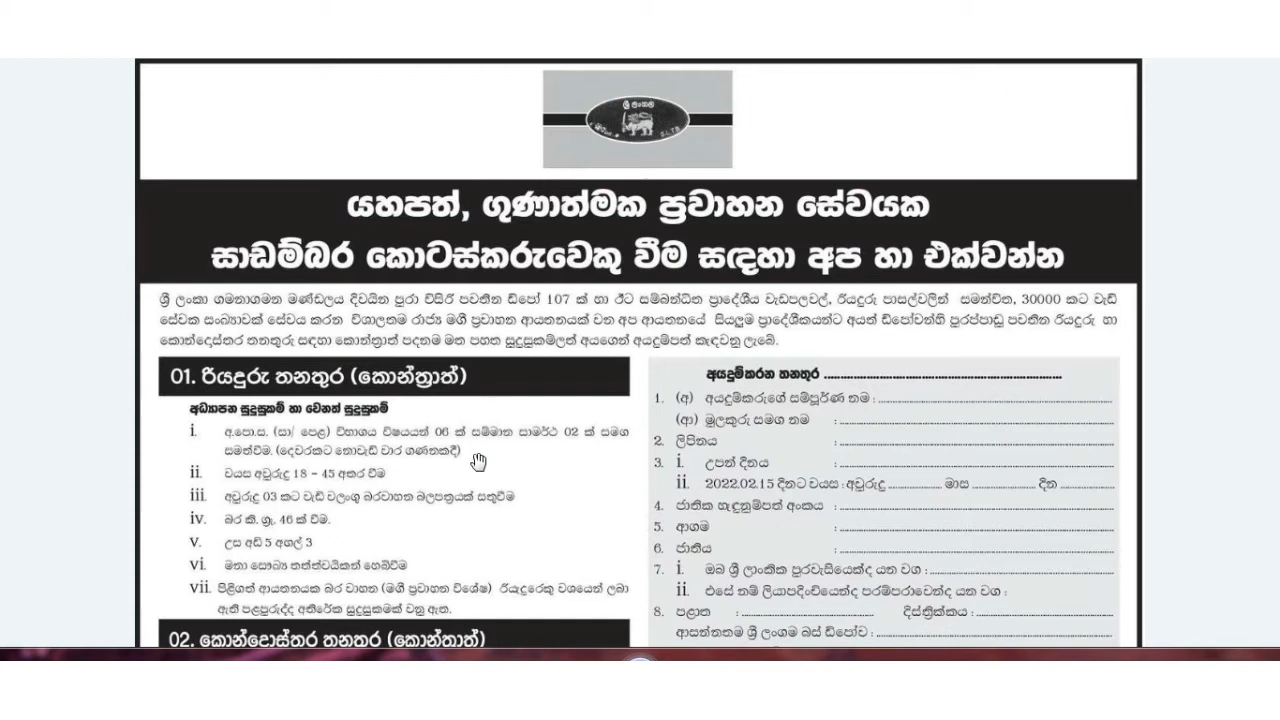 ශ්‍රී ලංගම
S.L.T.B
යහපත්, ගුණාත්මක ප්‍රවාහන සේවයක
සාඩම්බර කොටස්කරුවෙකු වීම සඳහා අප හා එක්වන්න
ශ්‍රී ලංකා ගමනාගමන මණ්ඩලය දිවයින පුරා විසිරී පවතින ඩිපෝ 107 ක් හා ඊට සම්බන්ධිත ප්‍රාදේශීය වැඩපලවල්, රියදුරු පාසල්වලින් සමන්විත, 30000 කට වැඩි
සේවක සංඛ්‍යාවක් සේවය කරන විශාලතම රාජ්‍ය මගී ප්‍රවාහන ආයතනයක් වන අප ආයතනයේ සියලුම ප්‍රාදේශීකයන්ට අයත් ඩිපෝවන්හි පුරප්පාඩු පවතින රියදුරු හා
කොන්දොස්තර තනතුරු සඳහා කොන්ත්‍රාත් පදනම මත පහත සුදුසුකම්ලත් අයගෙන් අයදුම්පත් කැඳවනු ලැබේ.
01. රියදුරු තනතුර (කොන්ත්‍රාත්)
අධ්‍යාපන සුදුසුකම් හා වෙනත් සුදුසුකම්
i. අ.පො.ස. (සා/ පෙළ) විභාගය විෂයයන් 06 ක් සම්මාන සාමර්ථ 02 ක් සමග
සමත්වීම. (දෙවරකට නොවැඩි වාර ගණනකදී)
ii. වයස අවුරුදු 18 – 45 අතර වීම
iii. අවුරුදු 03 කට වැඩි වලංගු බරවාහන බලපත්‍රයක් සතුවීම
iv. බර කි. ග්‍රෑ. 46 ක් වීම.
v. උස අඩි 5 අගල් 3
vi. මනා සෞඛ්‍ය තත්ත්වයකින් හෙබිවීම
vii. පිළිගත් ආයතනයක බර වාහන (මගී ප්‍රවාහන විශේෂ) රියැදුරෙකු වශයෙන් ලබා
ඇති පළපුරුද්ද අතිරේක සුදුසුකමක් වනු ඇත.
02. කොන්දොස්තර තනතුර (කොන්ත්‍රාත්)
අයදුම්කරන තනතුර ..........
1. (අ) අයදුම්කරුගේ සම්පූර්ණ නම : ..........
(ආ) මුලකුරු සමග නම : ..........
2. ලිපිනය : ..........
3. i. උපන් දිනය : ..........
ii. 2022.02.15 දිනට වයස : අවුරුදු .......... මාස .......... දින ..........
4. ජාතික හැඳුනුම්පත් අංකය : ..........
5. ආගම : ..........
6. ජාතිය : ..........
7. i. ඔබ ශ්‍රී ලාංකික පුරවැසියෙක්ද යන වග : ..........
ii. එසේ නම් ලියාපදිංචියෙන්ද පරම්පරාවෙන්ද යන වග :
8. පළාත : .......... දිස්ත්‍රික්කය : ..........
ආසන්නතම ශ්‍රී ලංගම බස් ඩිපෝව : ..........